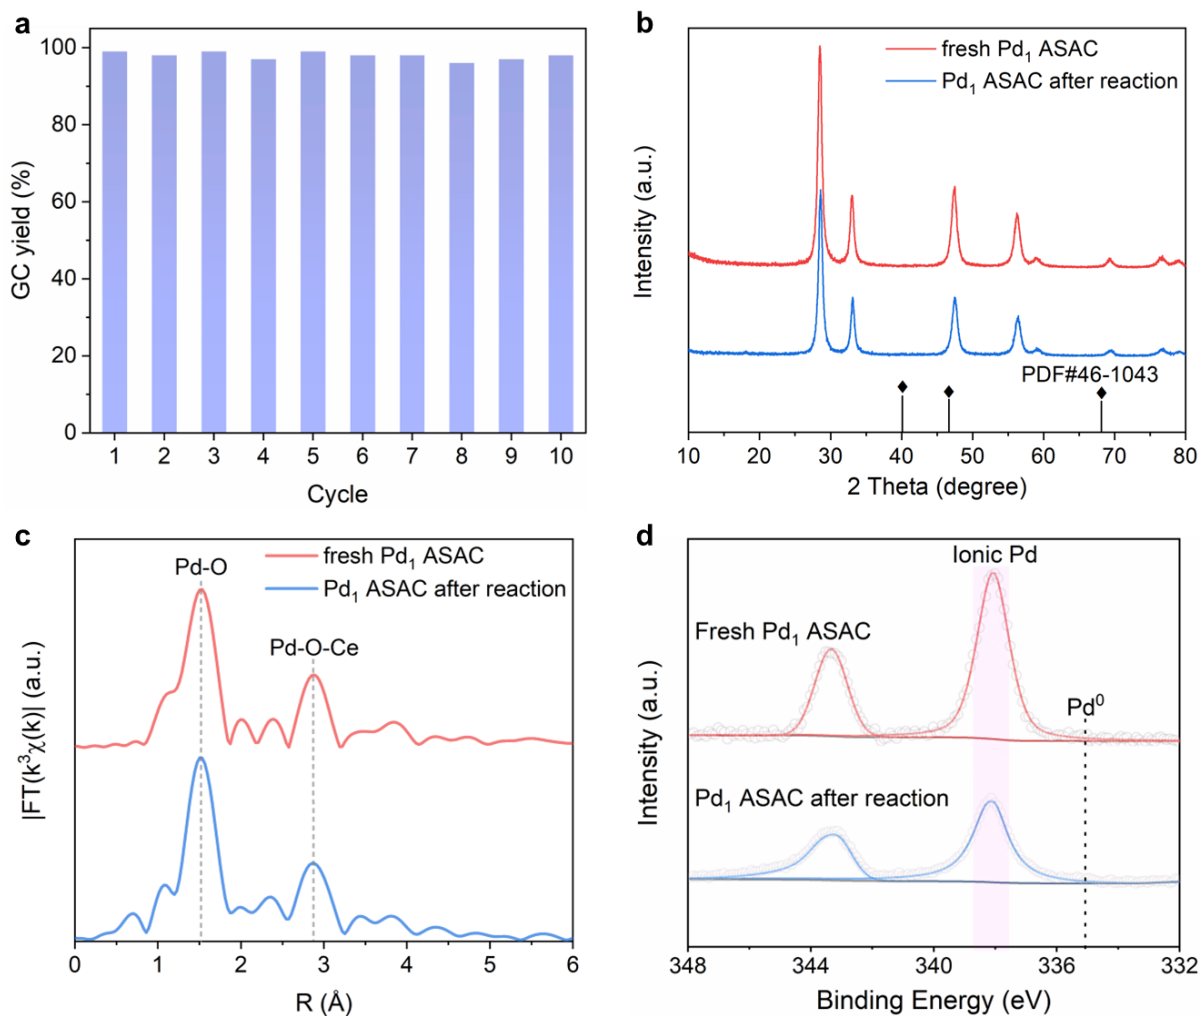 a
GC yield (%)
100
80
60
40
20
0
1 2 3 4 5 6 7 8 9 10
Cycle
b
fresh Pd₁ ASAC
Pd₁ ASAC after reaction
Intensity (a.u.)
PDF#46-1043
10 20 30 40 50 60 70 80
2 Theta (degree)
c
fresh Pd₁ ASAC
Pd₁ ASAC after reaction
Pd-O
Pd-O-Ce
|FT(k³χ(k)| (a.u.)
0 1 2 3 4 5 6
R (Å)
d
Ionic Pd
Fresh Pd₁ ASAC
Pd⁰
Pd₁ ASAC after reaction
Intensity (a.u.)
348 344 340 336 332
Binding Energy (eV)